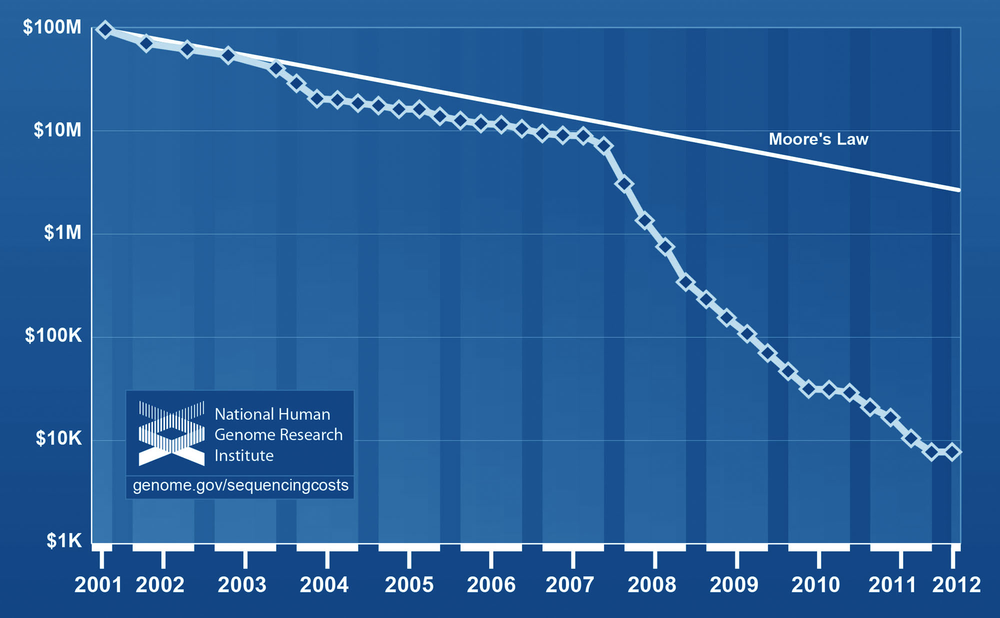 $100M
$10M
Moore's Law
$1M
$100K
$10K
National Human
Genome Research
Institute
genome.gov/sequencingcosts
$1K
2001 2002 2003 2004 2005 2006 2007 2008 2009 2010 2011 2012